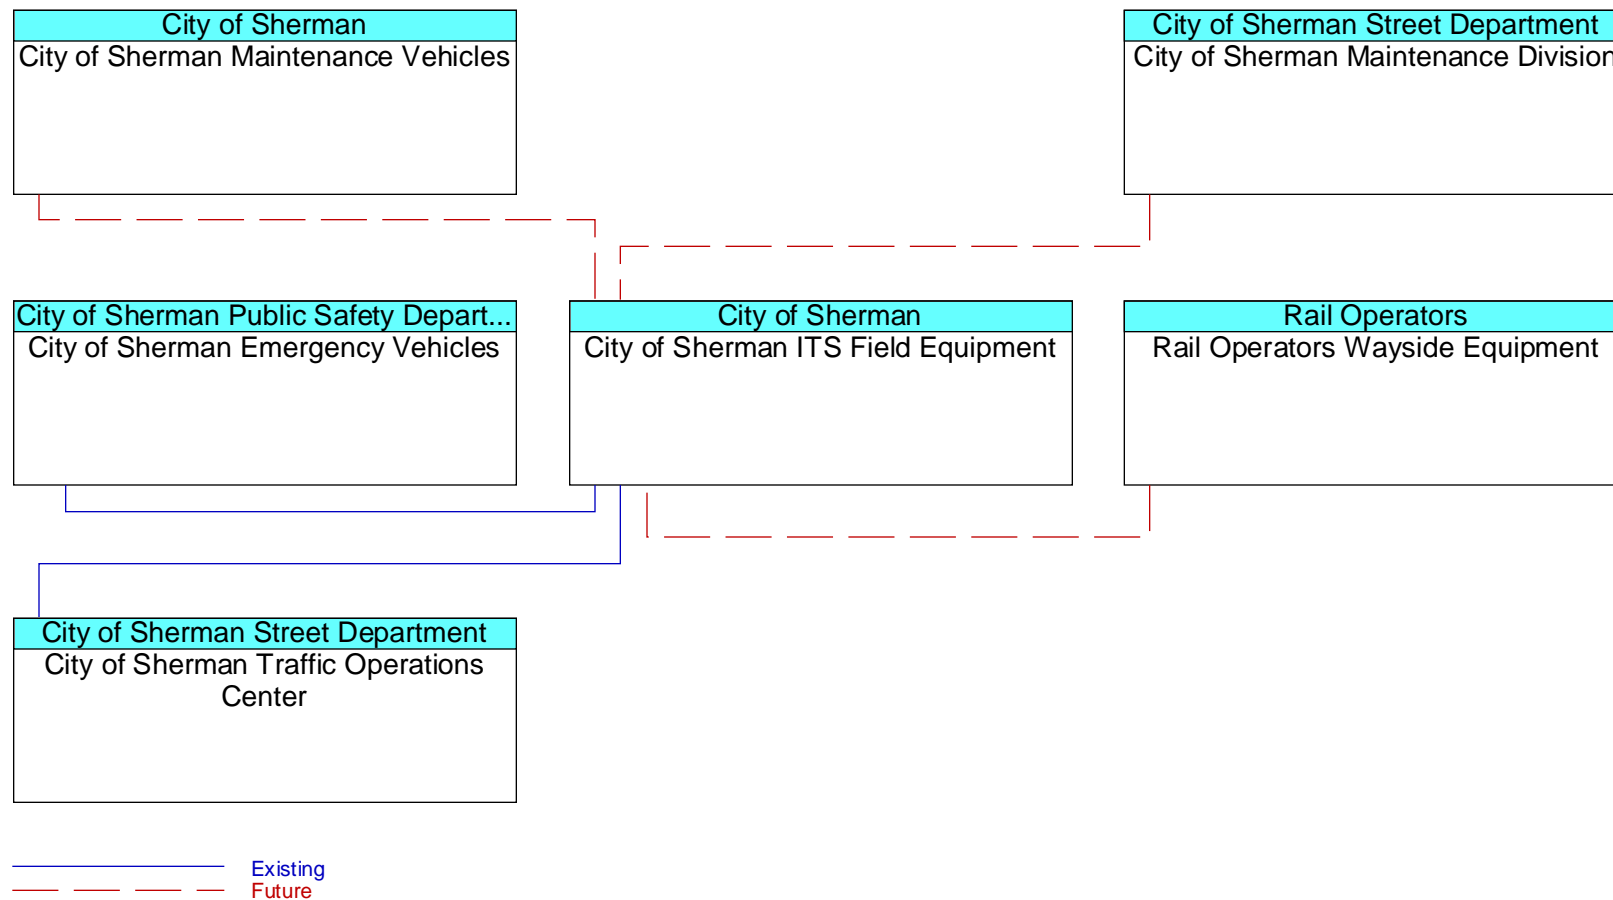 City of Sherman
City of Sherman Maintenance Vehicles
City of Sherman Street Department
City of Sherman Maintenance Division
City of Sherman Public Safety Depart...
City of Sherman Emergency Vehicles
City of Sherman
City of Sherman ITS Field Equipment
Rail Operators
Rail Operators Wayside Equipment
City of Sherman Street Department
City of Sherman Traffic Operations
Center
Existing
Future